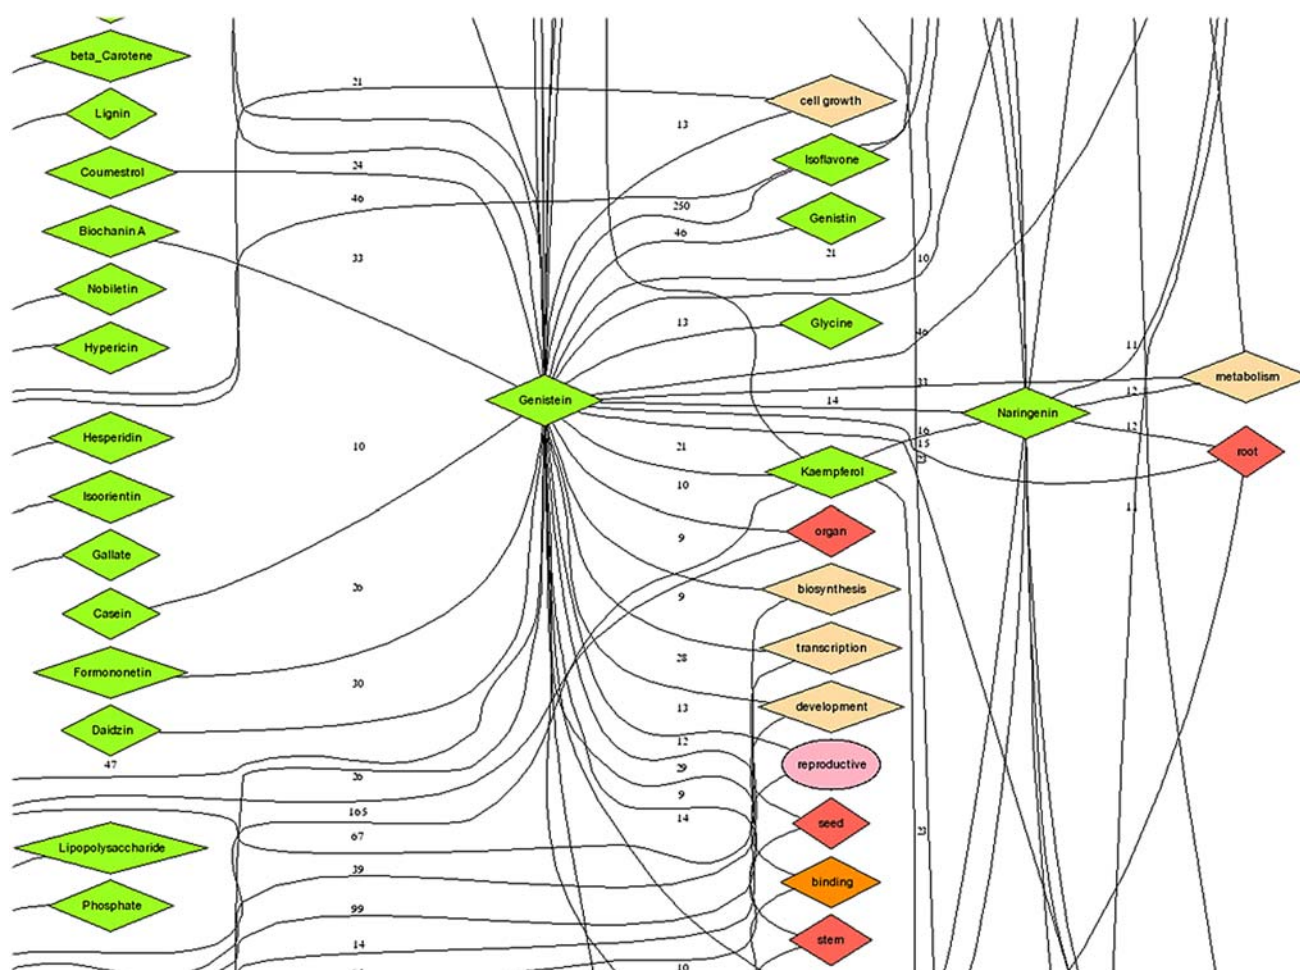 beta_Carotene
21
cell growth
Lignin
13
Isoflavone
Coumestrol
24
46
250
Genistin
Biochanin A
46
33
21
10
Nobiletin
13
Glycine
46
Hypericin
11
metabolism
33
12
Genistein
14
Naringenin
12
16
15
Hesperidin
10
21
root
Kaempferol
10
Isoorientin
11
organ
9
Gallate
26
biosynthesis
9
Casein
transcription
28
Formononetin
30
development
13
Daidzin
12
47
26
29
reproductive
9
165
14
seed
67
23
Lipopolysaccharide
39
binding
Phosphate
99
14
stem
10